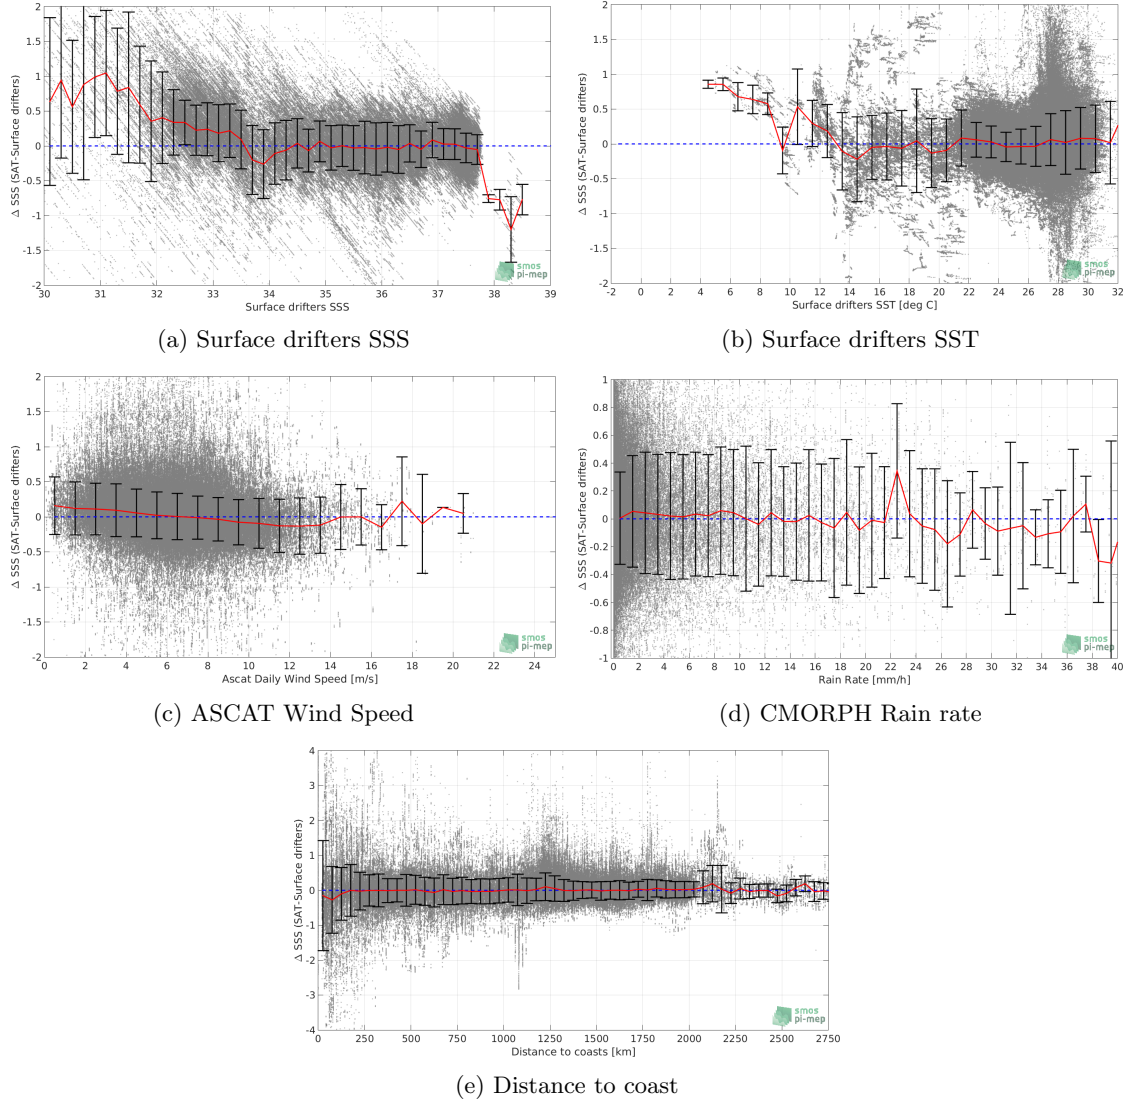 2
1.5
1
0.5
0
-0.5
-1
-1.5
-2
Δ SSS (SAT-Surface drifters)
30 31 32 33 34 35 36 37 38 39
Surface drifters SSS
smos
pi-mep
(a) Surface drifters SSS
2
1.5
1
0.5
0
-0.5
-1
-1.5
-2
Δ SSS (SAT-Surface drifters)
-2 0 2 4 6 8 10 12 14 16 18 20 22 24 26 28 30 32
Surface drifters SST [deg C]
smos
pi-mep
(b) Surface drifters SST
2
1.5
1
0.5
0
-0.5
-1
-1.5
-2
Δ SSS (SAT-Surface drifters)
0 2 4 6 8 10 12 14 16 18 20 22 24
Ascat Daily Wind Speed [m/s]
smos
pi-mep
(c) ASCAT Wind Speed
1
0.8
0.6
0.4
0.2
0
-0.2
-0.4
-0.6
-0.8
-1
Δ SSS (SAT-Surface drifters)
0 2 4 6 8 10 12 14 16 18 20 22 24 26 28 30 32 34 36 38 40
Rain Rate [mm/h]
smos
pi-mep
(d) CMORPH Rain rate
4
3
2
1
0
-1
-2
-3
-4
Δ SSS (SAT-Surface drifters)
0 250 500 750 1000 1250 1500 1750 2000 2250 2500 2750
Distance to coasts [km]
smos
pi-mep
(e) Distance to coast